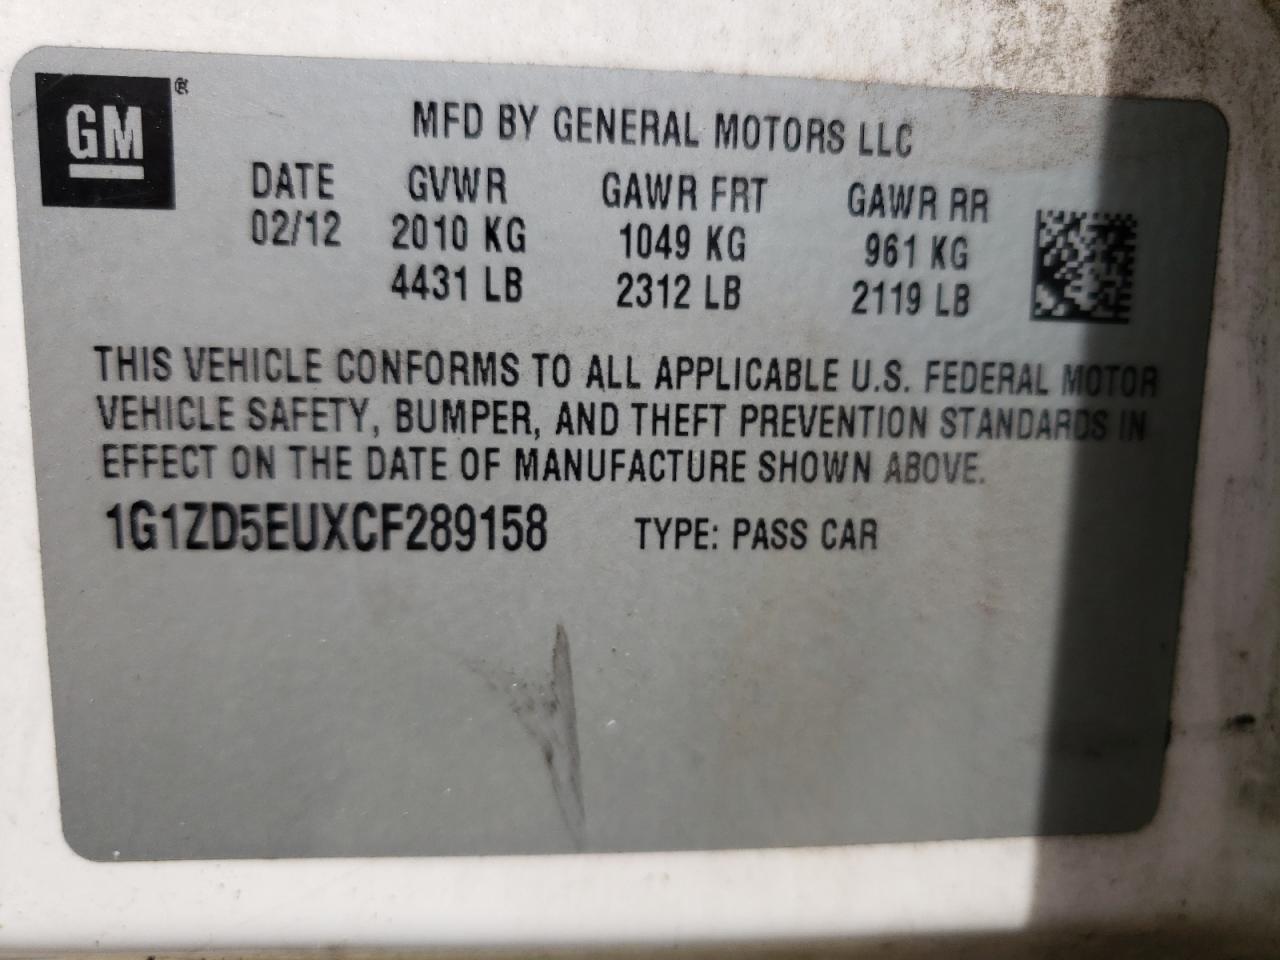 GM ®
MFD BY GENERAL MOTORS LLC
DATE GVWR GAWR FRT GAWR RR
02/12 2010 KG 1049 KG 961 KG
4431 LB 2312 LB 2119 LB
THIS VEHICLE CONFORMS TO ALL APPLICABLE U.S. FEDERAL MOTOR
VEHICLE SAFETY, BUMPER, AND THEFT PREVENTION STANDARDS IN
EFFECT ON THE DATE OF MANUFACTURE SHOWN ABOVE.
1G1ZD5EUXCF289158 TYPE: PASS CAR